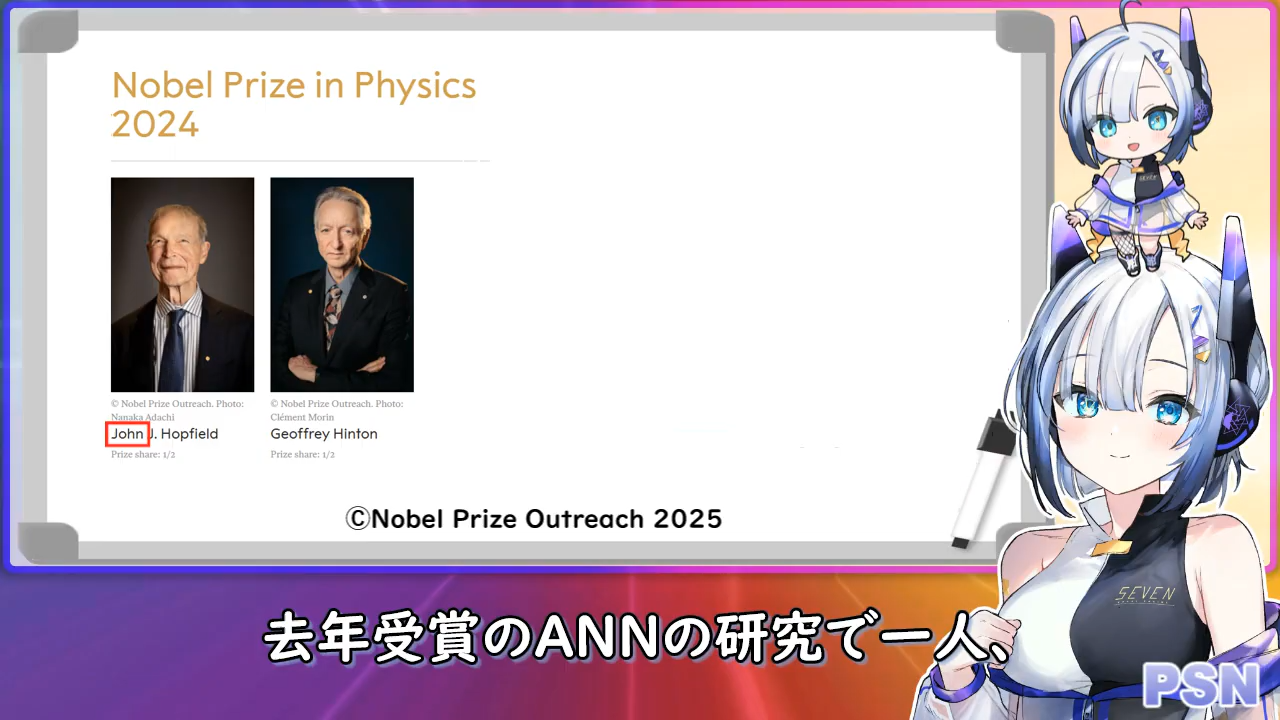 Nobel Prize in Physics
2024
© Nobel Prize Outreach. Photo:
Nanaka Adachi
John J. Hopfield
Prize share: 1/2
© Nobel Prize Outreach. Photo:
Clément Morin
Geoffrey Hinton
Prize share: 1/2
©Nobel Prize Outreach 2025
去年受賞のANNの研究で一人、
SEVEN
PSN